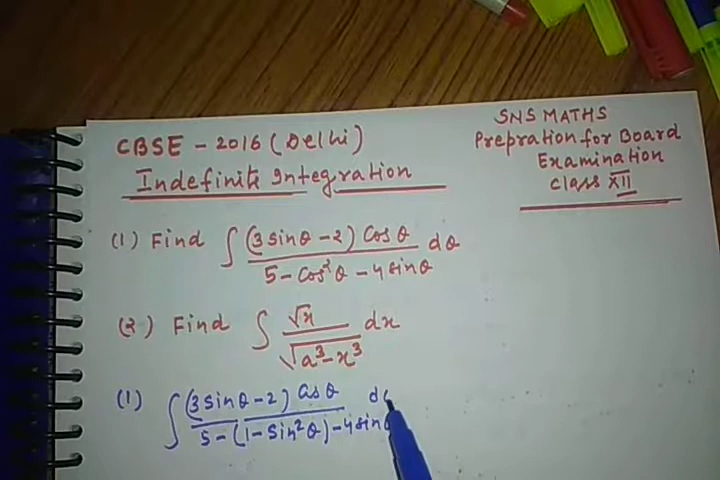 CBSE - 2016 (Delhi)
Indefinite Integration
SNS MATHS
Prepration for Board
Examination
Class XII
(1) Find ∫ (3 sinθ - 2) Cos θ / (5 - Cos²θ - 4 sinθ) dθ
(2) Find ∫ √x / √(a³ - x³) dx
(1) ∫ (3 sinθ - 2) Cos θ / (5 - (1 - Sin²θ) - 4 sin